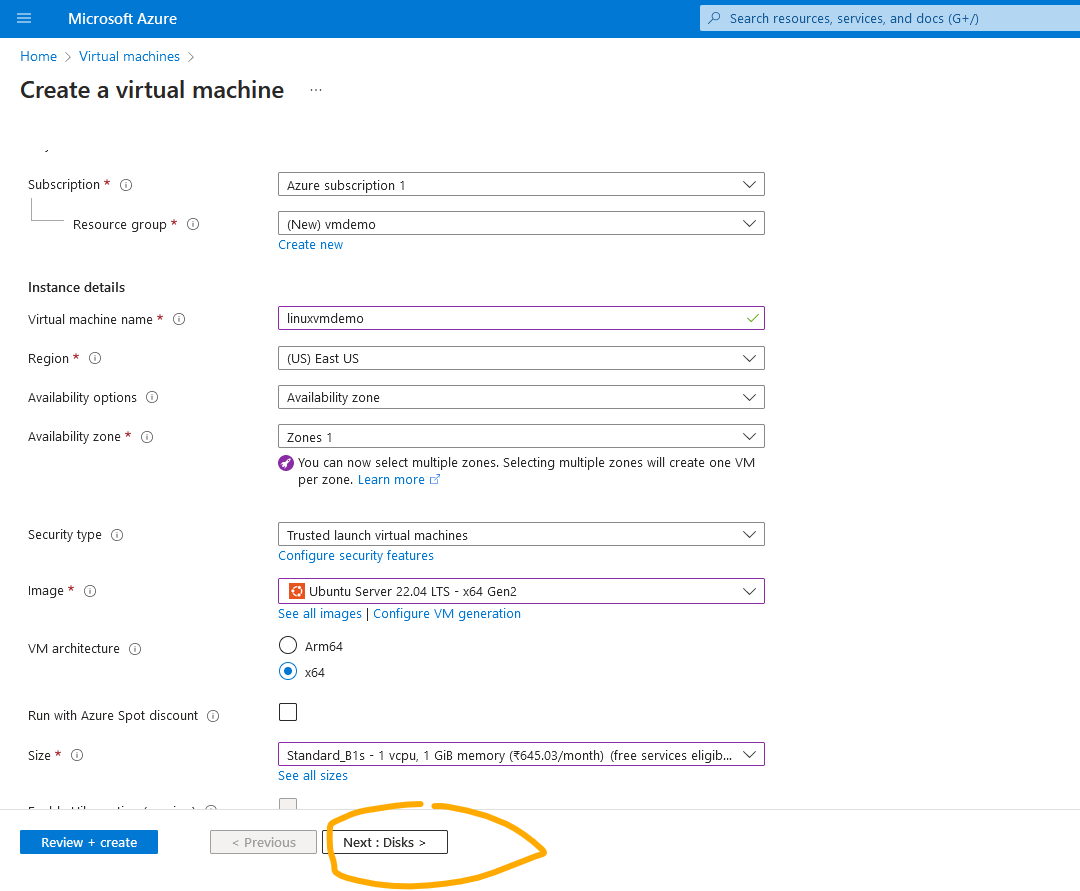 Microsoft Azure
Search resources, services, and docs (G+/)
Home > Virtual machines >
Create a virtual machine ...
Subscription * Azure subscription 1
Resource group * (New) vmdemo
Create new
Instance details
Virtual machine name * linuxvmdemo
Region * (US) East US
Availability options Availability zone
Availability zone * Zones 1
You can now select multiple zones. Selecting multiple zones will create one VM
per zone. Learn more
Security type Trusted launch virtual machines
Configure security features
Image * Ubuntu Server 22.04 LTS - x64 Gen2
See all images | Configure VM generation
VM architecture Arm64
x64
Run with Azure Spot discount
Size * Standard_B1s - 1 vcpu, 1 GiB memory (₹645.03/month) (free services eligib...
See all sizes
Review + create < Previous Next : Disks >